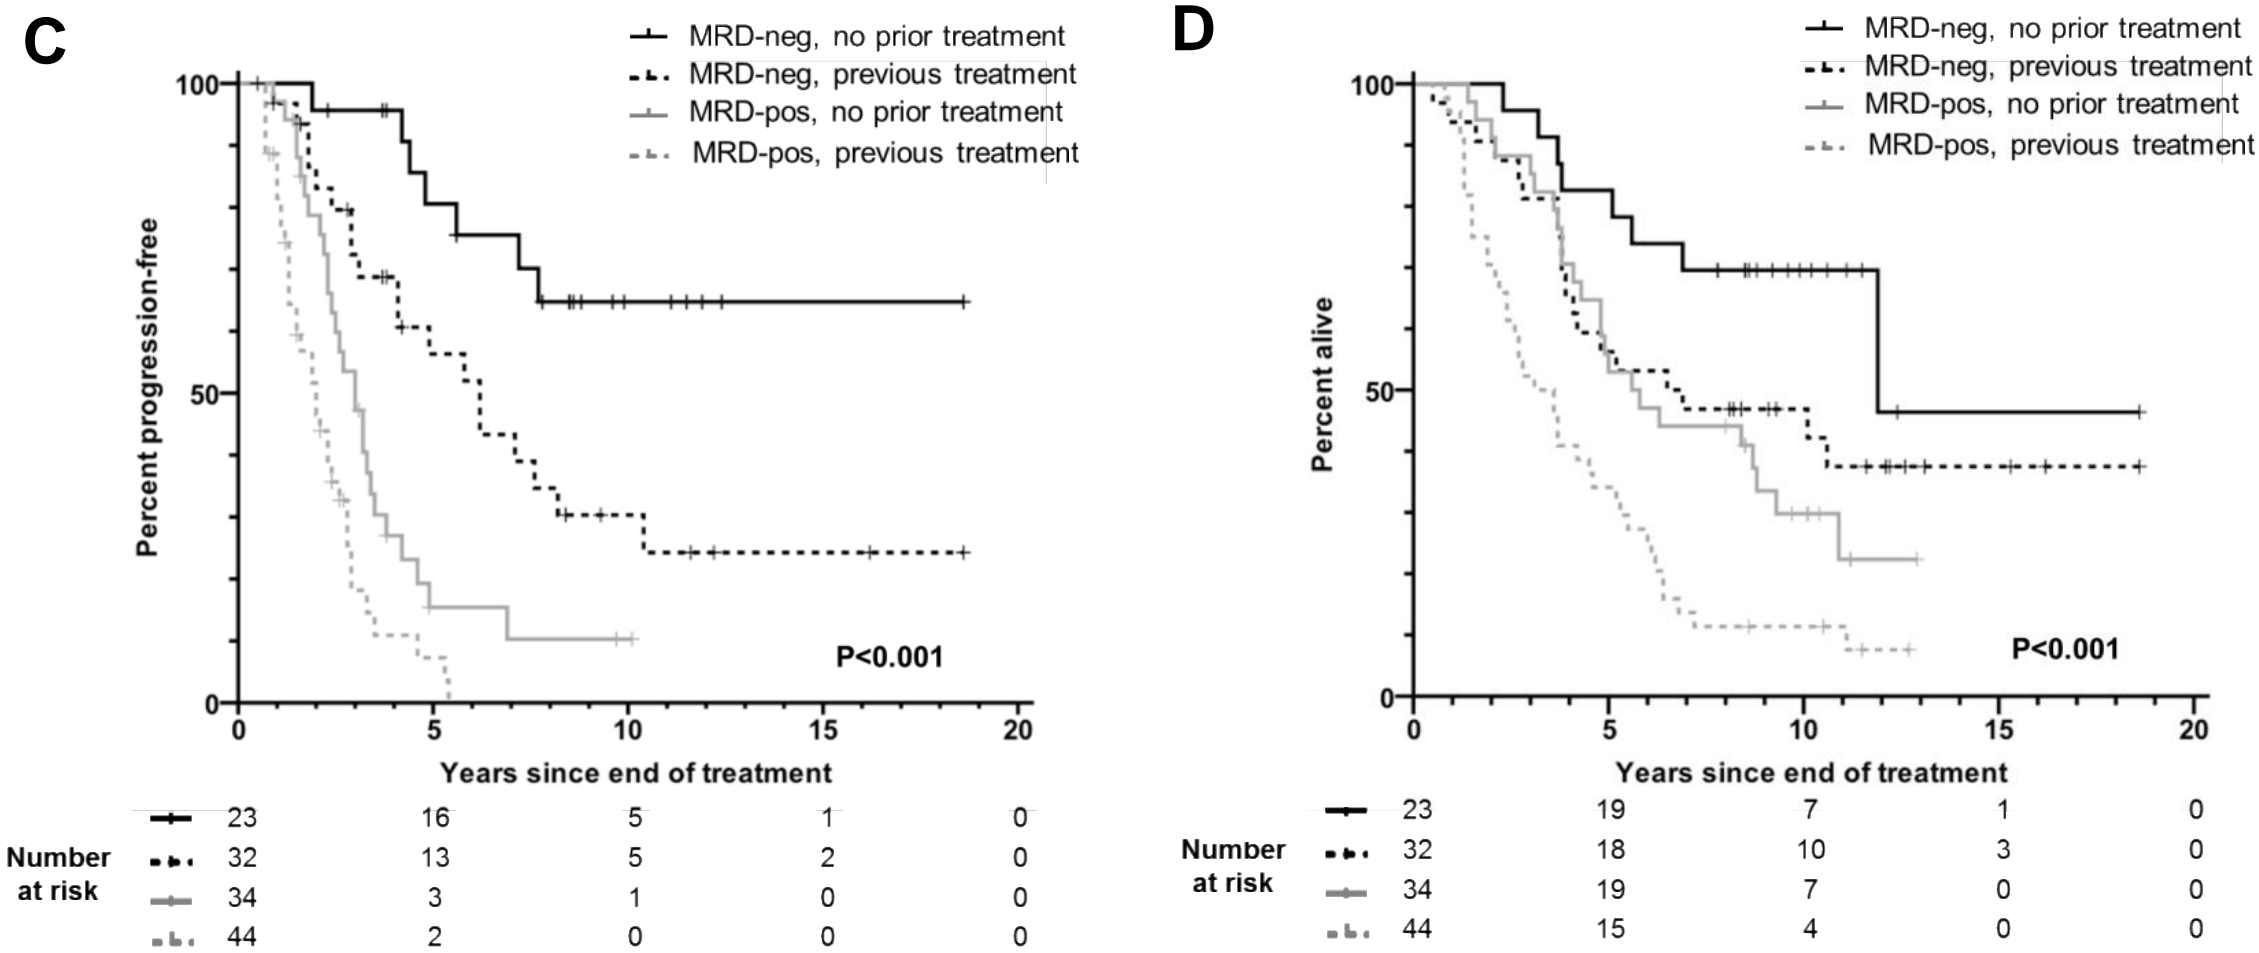 C
MRD-neg, no prior treatment
MRD-neg, previous treatment
MRD-pos, no prior treatment
MRD-pos, previous treatment
Percent progression-free
100
50
0
P<0.001
0 5 10 15 20
Years since end of treatment
Number at risk
23 16 5 1 0
32 13 5 2 0
34 3 1 0 0
44 2 0 0 0
D
MRD-neg, no prior treatment
MRD-neg, previous treatment
MRD-pos, no prior treatment
MRD-pos, previous treatment
Percent alive
100
50
0
P<0.001
0 5 10 15 20
Years since end of treatment
Number at risk
23 19 7 1 0
32 18 10 3 0
34 19 7 0 0
44 15 4 0 0